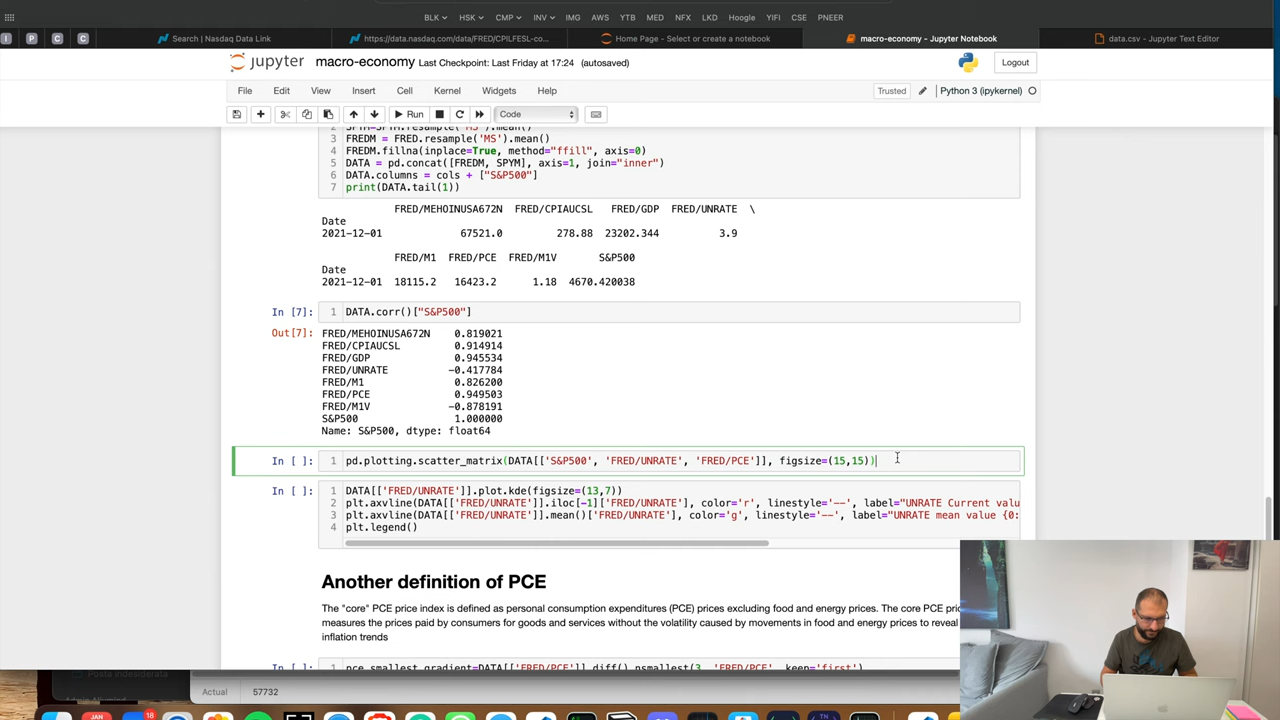 BLK HSK CMP INV IMG AWS YTB MED NFX LKD Hoogle YIFI CSE PNEER
I P C C Search | Nasdaq Data Link https://data.nasdaq.com/data/FRED/CPILFESL-co... Home Page - Select or create a notebook macro-economy - Jupyter Notebook data.csv - Jupyter Text Editor
jupyter macro-economy Last Checkpoint: Last Friday at 17:24 (autosaved) Logout
File Edit View Insert Cell Kernel Widgets Help Trusted Python 3 (ipykernel)
Run Code
2 SPYM=SPYM.resample('MS').mean()
3 FREDM = FRED.resample('MS').mean()
4 FREDM.fillna(inplace=True, method="ffill", axis=0)
5 DATA = pd.concat([FREDM, SPYM], axis=1, join="inner")
6 DATA.columns = cols + ["S&P500"]
7 print(DATA.tail(1))
FRED/MEHOINUSA672N FRED/CPIAUCSL FRED/GDP FRED/UNRATE \
Date
2021-12-01 67521.0 278.88 23202.344 3.9
FRED/M1 FRED/PCE FRED/M1V S&P500
Date
2021-12-01 18115.2 16423.2 1.18 4670.420038
In [7]: 1 DATA.corr()["S&P500"]
Out[7]: FRED/MEHOINUSA672N 0.819021
FRED/CPIAUCSL 0.914914
FRED/GDP 0.945534
FRED/UNRATE -0.417784
FRED/M1 0.826200
FRED/PCE 0.949503
FRED/M1V -0.878191
S&P500 1.000000
Name: S&P500, dtype: float64
In [ ]: 1 pd.plotting.scatter_matrix(DATA[['S&P500', 'FRED/UNRATE', 'FRED/PCE']], figsize=(15,15))
In [ ]: 1 DATA[['FRED/UNRATE']].plot.kde(figsize=(13,7))
2 plt.axvline(DATA[['FRED/UNRATE']].iloc[-1]['FRED/UNRATE'], color='r', linestyle='--', label="UNRATE Current valu
3 plt.axvline(DATA[['FRED/UNRATE']].mean()['FRED/UNRATE'], color='g', linestyle='--', label="UNRATE mean value {0:
4 plt.legend()
Another definition of PCE
The "core" PCE price index is defined as personal consumption expenditures (PCE) prices excluding food and energy prices. The core PCE pric
measures the prices paid by consumers for goods and services without the volatility caused by movements in food and energy prices to reveal
inflation trends
In [ ]: 1 pce_smallest_gradient=DATA[['FRED/PCE']].diff().nsmallest(3, 'FRED/PCE', keep='first')
Posta indesiderata
Actual 57732
JAN 18